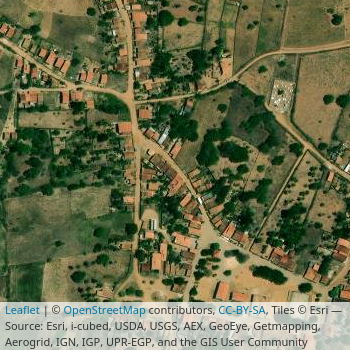 Leaflet | © OpenStreetMap contributors, CC-BY-SA, Tiles © Esri —
Source: Esri, i-cubed, USDA, USGS, AEX, GeoEye, Getmapping,
Aerogrid, IGN, IGP, UPR-EGP, and the GIS User Community